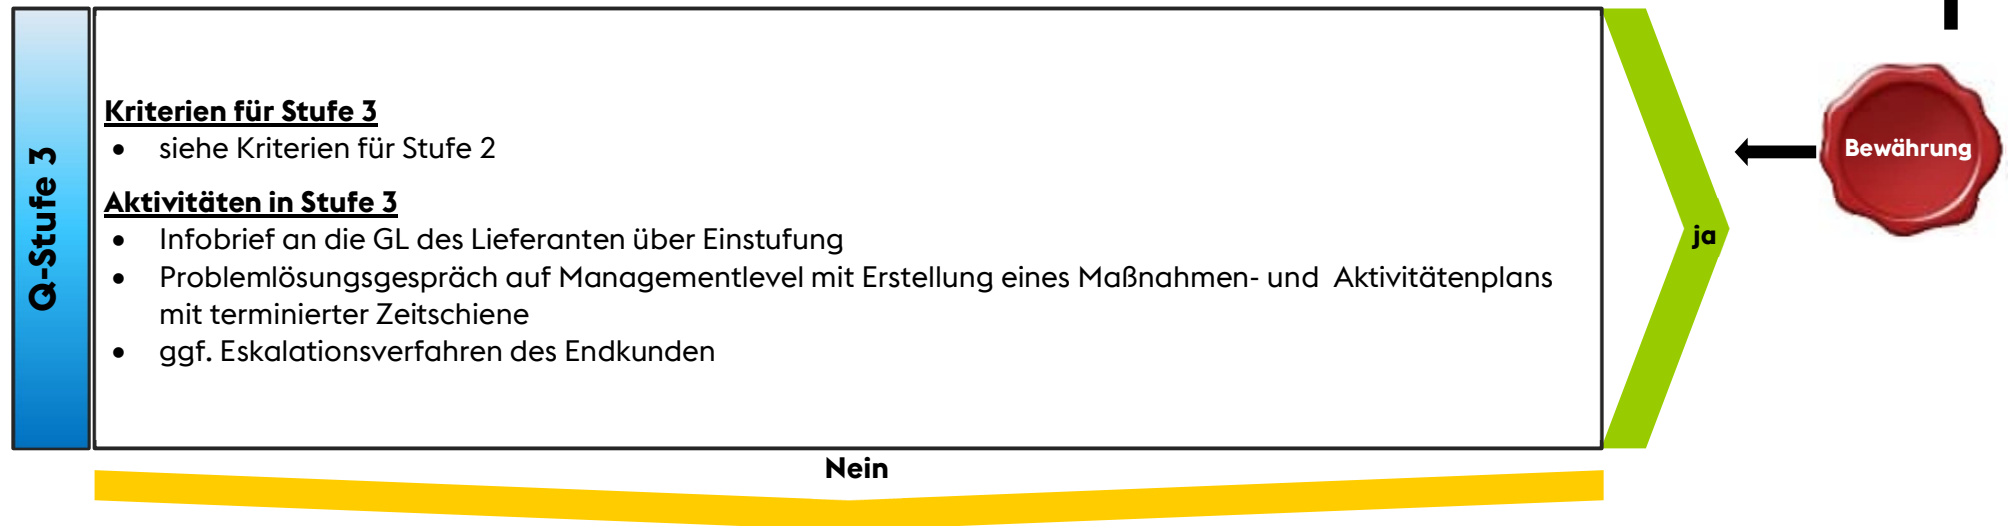 Q-Stufe 3
Kriterien für Stufe 3
• siehe Kriterien für Stufe 2
Aktivitäten in Stufe 3
• Infobrief an die GL des Lieferanten über Einstufung
• Problemlösungsgespräch auf Managementlevel mit Erstellung eines Maßnahmen- und Aktivitätenplans
mit terminierter Zeitschiene
• ggf. Eskalationsverfahren des Endkunden
ja
Bewährung
Nein